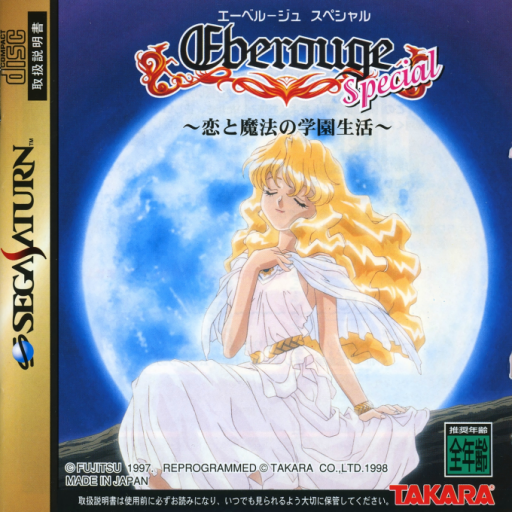 COMPACT
disc
取扱説明書
SEGA SATURN™
エーベルージュ スペシャル
Eberouge
Special
～恋と魔法の学園生活～
推奨年齢
全年齢
© FUJITSU 1997, REPROGRAMMED © TAKARA CO.,LTD.1998
MADE IN JAPAN
取扱説明書は使用前に必ずお読みになり、いつでも見られるよう大切に保管してください。
TAKARA